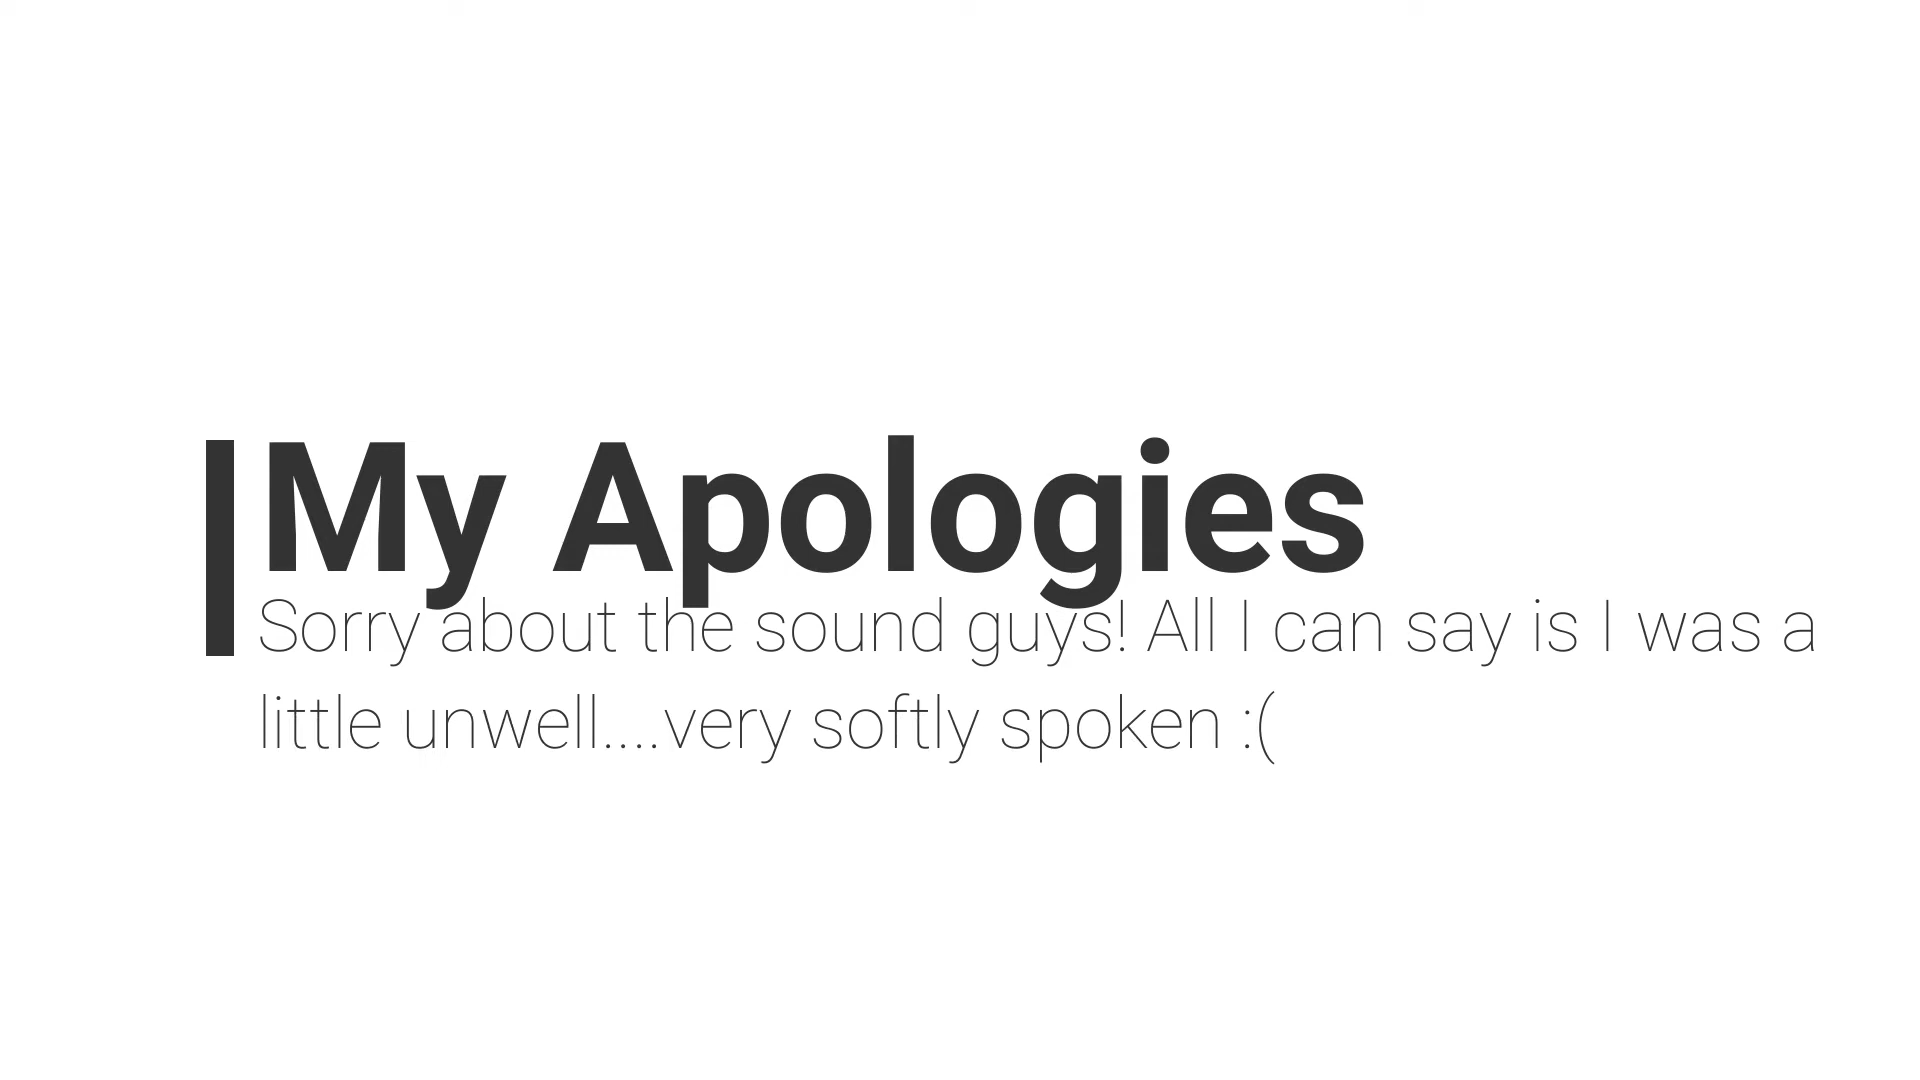 My Apologies
Sorry about the sound guys! All I can say is I was a
little unwell....very softly spoken :(